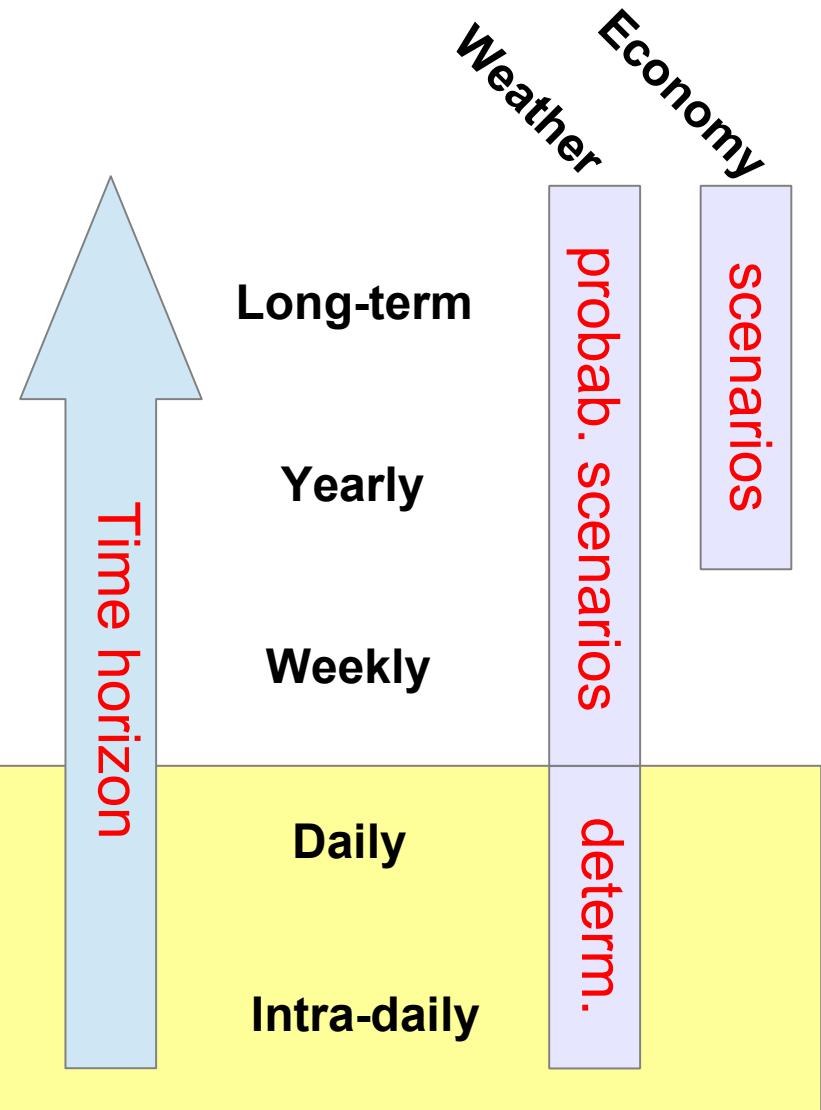 Weather
Economy
Long-term
Yearly
Weekly
Daily
Intra-daily
Time horizon
probab. scenarios
determ.
scenarios